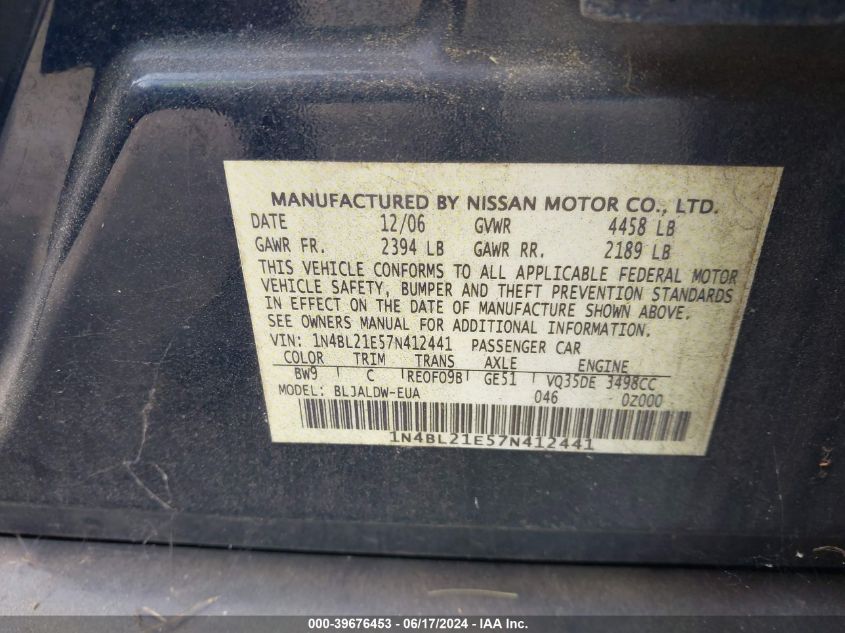 MANUFACTURED BY NISSAN MOTOR CO., LTD.
DATE 12/06 GVWR 4458 LB
GAWR FR. 2394 LB GAWR RR. 2189 LB
THIS VEHICLE CONFORMS TO ALL APPLICABLE FEDERAL MOTOR
VEHICLE SAFETY, BUMPER AND THEFT PREVENTION STANDARDS
IN EFFECT ON THE DATE OF MANUFACTURE SHOWN ABOVE.
SEE OWNERS MANUAL FOR ADDITIONAL INFORMATION.
VIN: 1N4BL21E57N412441 PASSENGER CAR
COLOR TRIM TRANS AXLE ENGINE
BW9 C RE0F09B GE51 VQ35DE 3498CC
MODEL: BLJALDW-EUA 046 0Z000
1N4BL21E57N412441
000-39676453 - 06/17/2024 - IAA Inc.